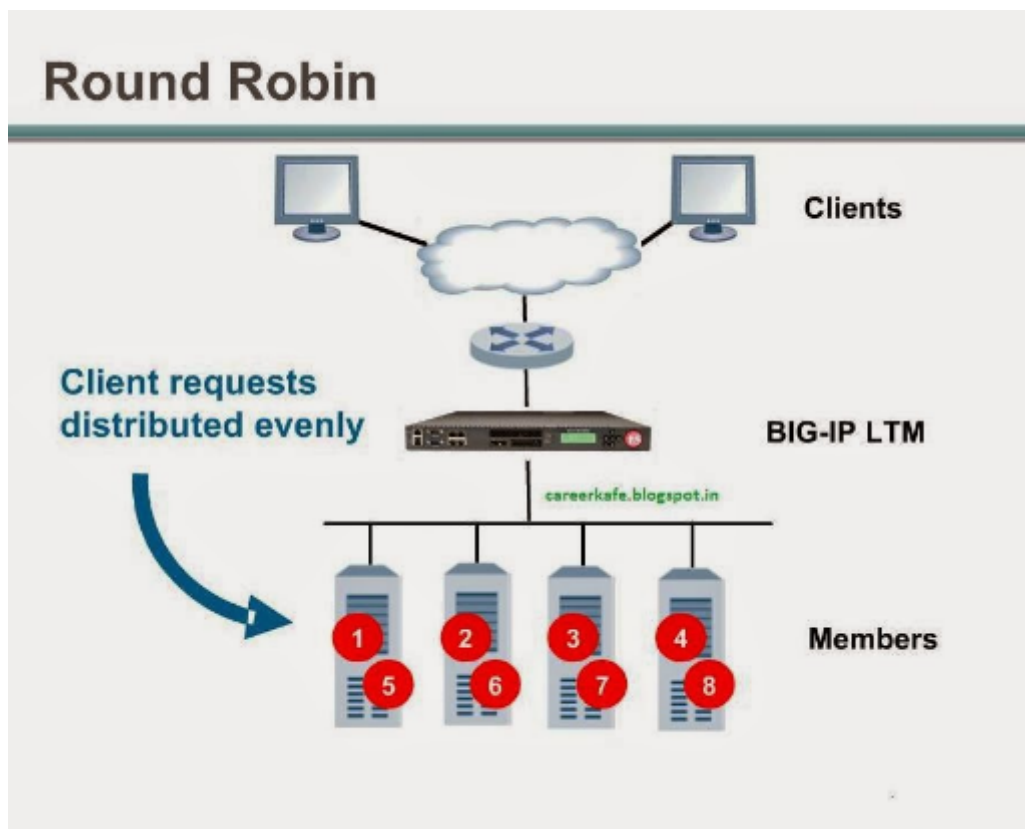 Round Robin
Clients
Client requests
distributed evenly
BIG-IP LTM
careerkafe.blogspot.in
1 2 3 4
5 6 7 8
Members